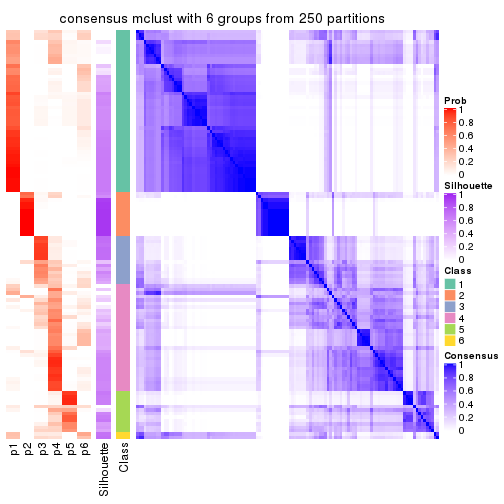 consensus mclust with 6 groups from 250 partitions
Prob
1
0.8
0.6
0.4
0.2
0
Silhouette
1
0.8
0.6
0.4
0.2
0
Class
1
2
3
4
5
6
Consensus
1
0.8
0.6
0.4
0.2
0
p1
p2
p3
p4
p5
p6
Silhouette
Class